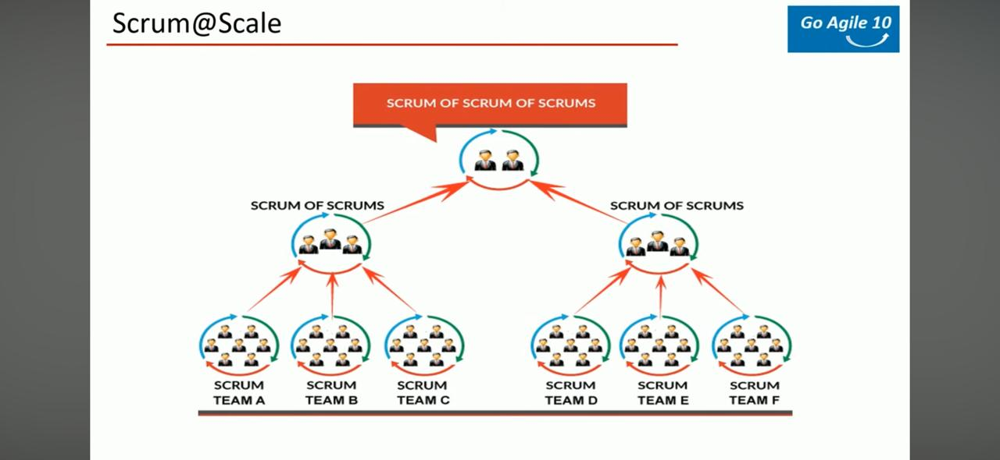 Scrum@Scale
Go Agile 10
SCRUM OF SCRUM OF SCRUMS
SCRUM OF SCRUMS
SCRUM OF SCRUMS
SCRUM
TEAM A
SCRUM
TEAM B
SCRUM
TEAM C
SCRUM
TEAM D
SCRUM
TEAM E
SCRUM
TEAM F